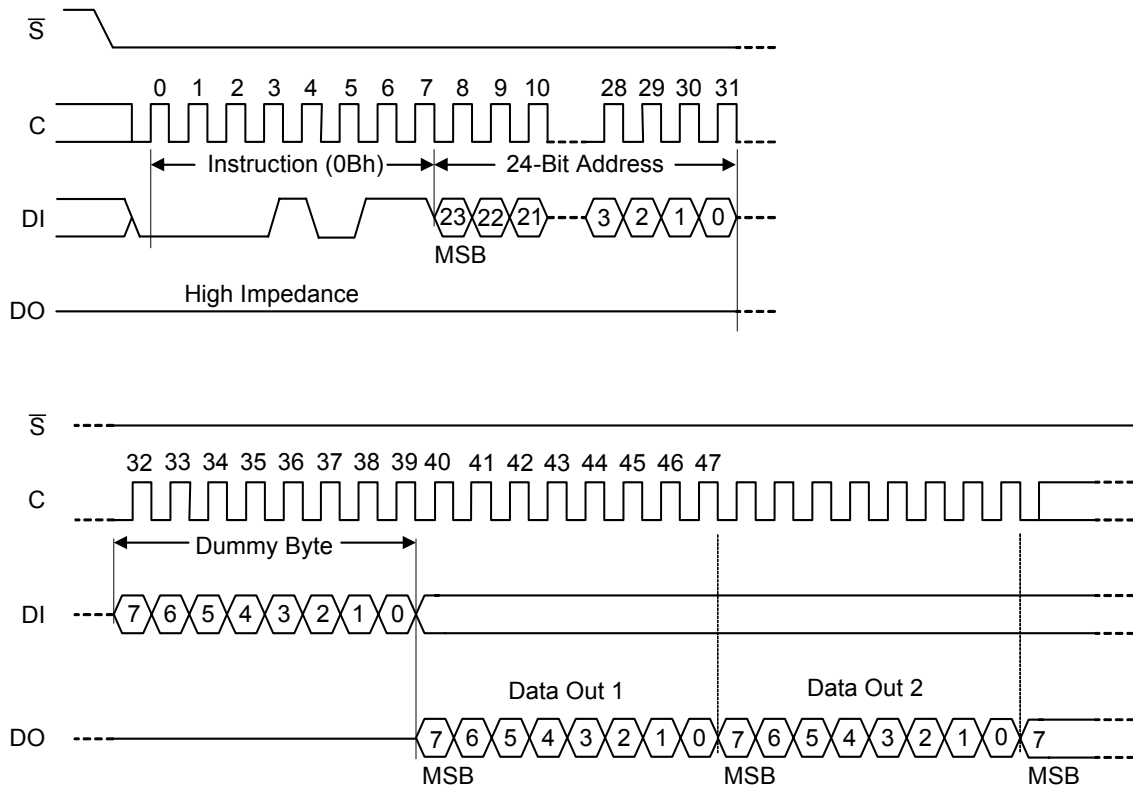 S
0 1 2 3 4 5 6 7 8 9 10 28 29 30 31
C
Instruction (0Bh) 24-Bit Address
DI 23 22 21 3 2 1 0
MSB
High Impedance
DO
S
32 33 34 35 36 37 38 39 40 41 42 43 44 45 46 47
C
Dummy Byte
DI 7 6 5 4 3 2 1 0
Data Out 1 Data Out 2
DO 7 6 5 4 3 2 1 0 7 6 5 4 3 2 1 0 7
MSB MSB MSB